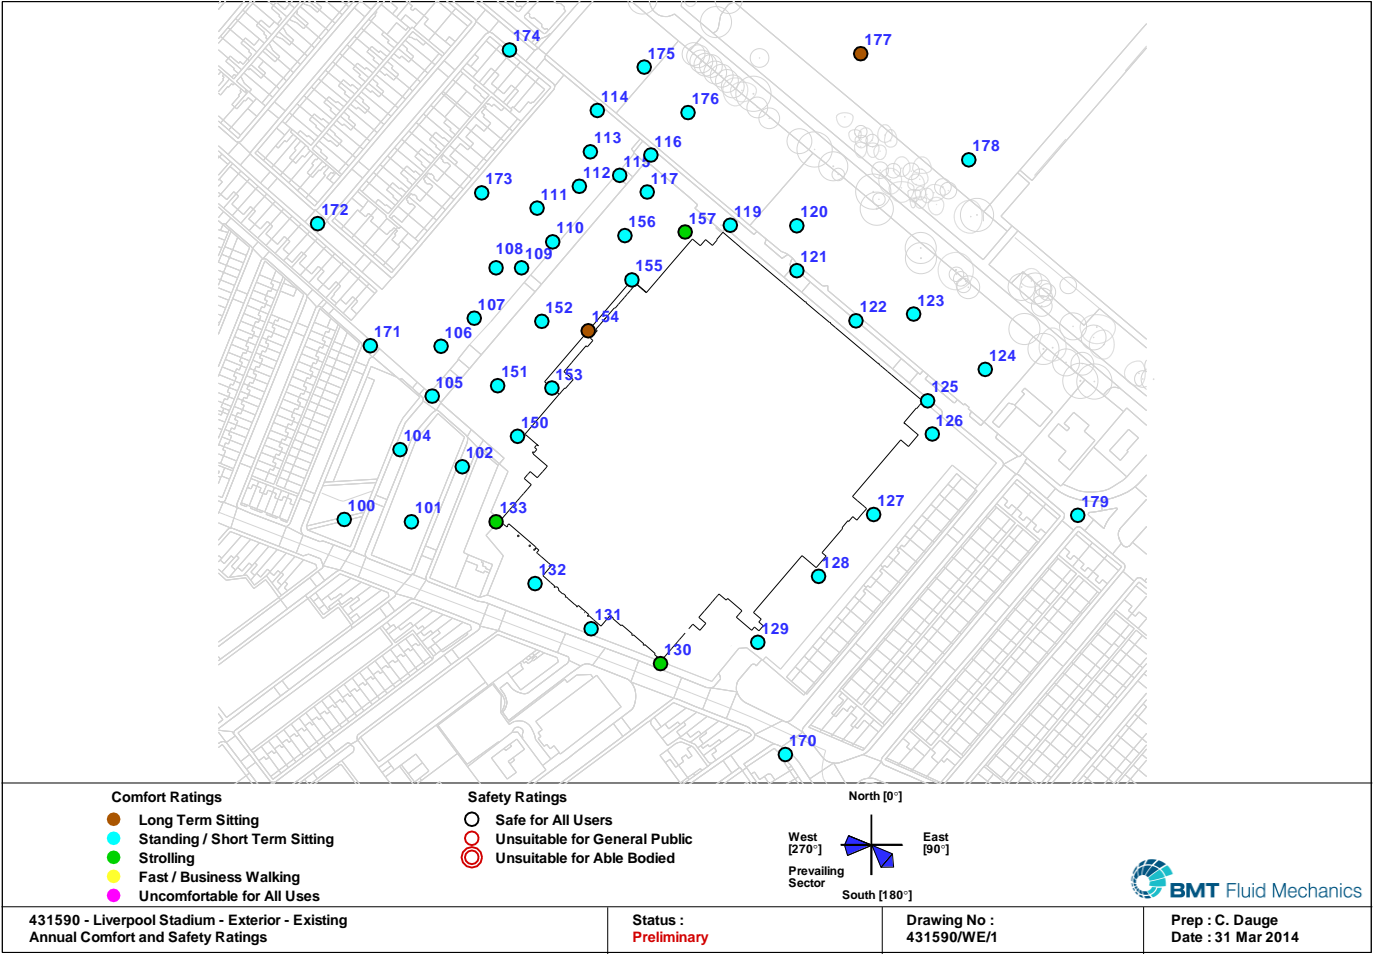 174
175
177
114
176
113
116
178
112
115
117
173
111
172
157
119
120
156
110
108
109
155
121
107
152
154
122
123
106
171
124
151
153
105
125
150
126
104
102
100
101
133
127
179
132
128
131
129
130
170
Comfort Ratings
Long Term Sitting
Standing / Short Term Sitting
Strolling
Fast / Business Walking
Uncomfortable for All Uses
Safety Ratings
Safe for All Users
Unsuitable for General Public
Unsuitable for Able Bodied
North [0°]
West
[270°]
East
[90°]
Prevailing
Sector
South [180°]
BMT Fluid Mechanics
431590 - Liverpool Stadium - Exterior - Existing
Annual Comfort and Safety Ratings
Status :
Preliminary
Drawing No :
431590/WE/1
Prep : C. Dauge
Date : 31 Mar 2014